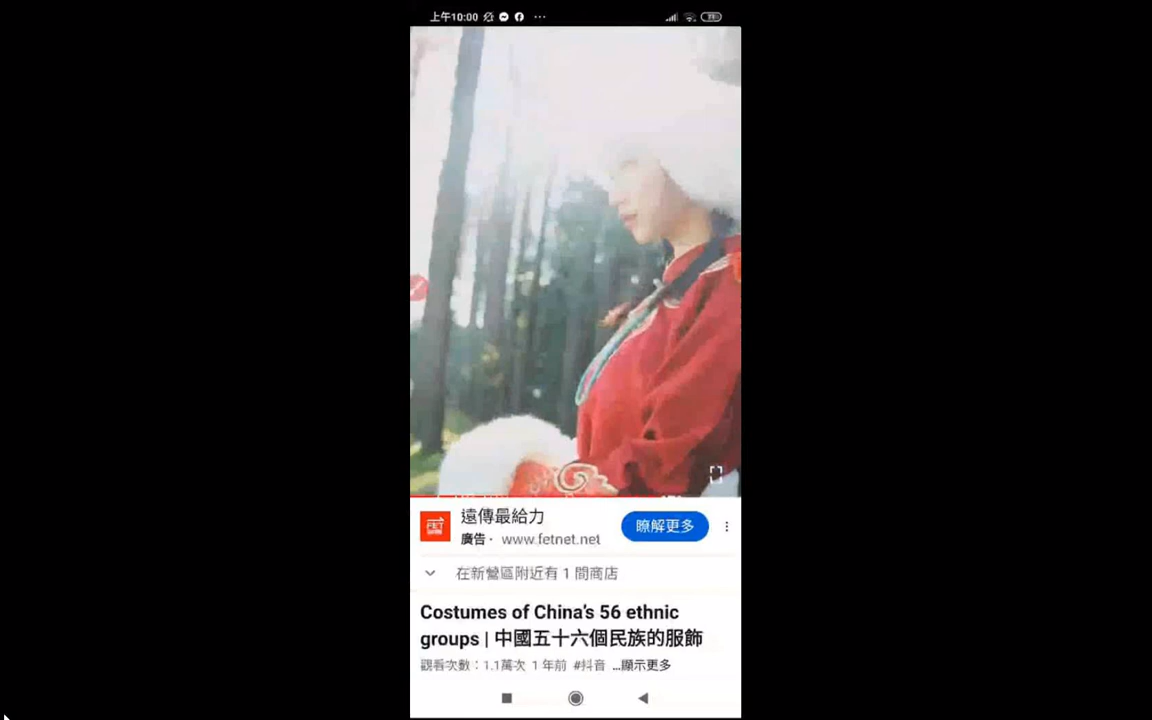 上午10:00
遠傳最給力
廣告 · www.fetnet.net
瞭解更多
在新營區附近有 1 間商店
Costumes of China's 56 ethnic
groups | 中國五十六個民族的服飾
觀看次數：1.1萬次 1 年前 #抖音 ...顯示更多